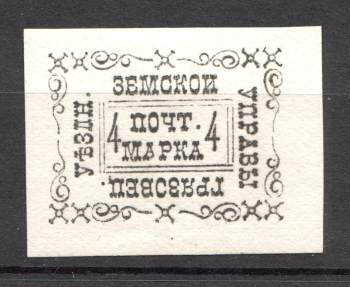 ЗЕМСКОЙ
УѢЗДН.
4 ПОЧТ. 4
МАРКА
УПРАВЫ
ГРЯЗОВЕЦ.